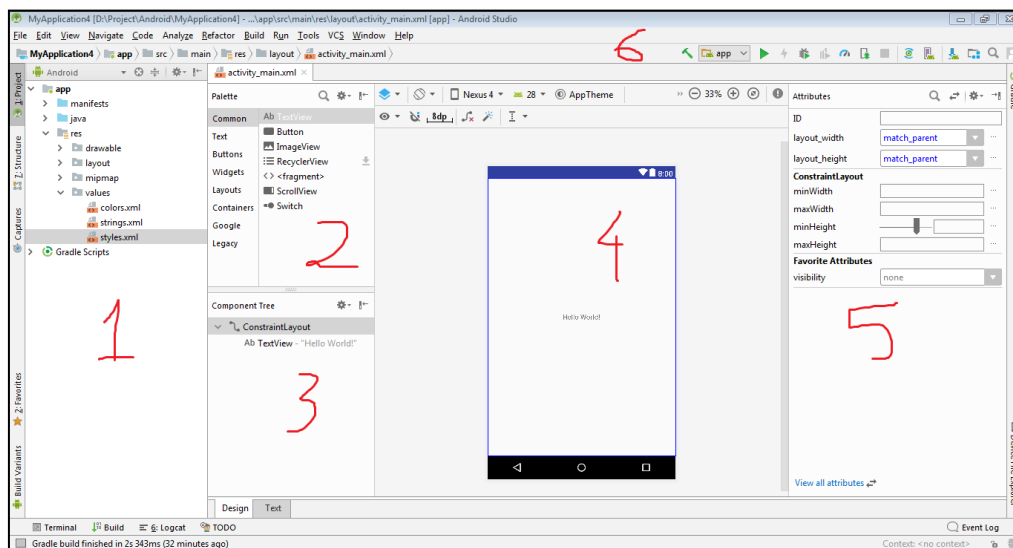 MyApplication4 [D:\Project\Android\MyApplication4] - ...\app\src\main\res\layout\activity_main.xml [app] - Android Studio
File Edit View Navigate Code Analyze Refactor Build Run Tools VCS Window Help
MyApplication4 app src main res layout activity_main.xml
6
app
1: Project
Z: Structure
Captures
2: Favorites
Build Variants
Android
app
manifests
java
res
drawable
layout
mipmap
values
colors.xml
strings.xml
styles.xml
Gradle Scripts
1
activity_main.xml
Palette
Common
Text
Buttons
Widgets
Layouts
Containers
Google
Legacy
Ab TextView
Button
ImageView
RecyclerView
<> <fragment>
ScrollView
Switch
2
Component Tree
ConstraintLayout
Ab TextView - "Hello World!"
3
Nexus 4 28 AppTheme » 33%
8dp
8:00
4
Hello World!
Attributes
ID
layout_width match_parent
layout_height match_parent
ConstraintLayout
minWidth
maxWidth
minHeight
maxHeight
Favorite Attributes
visibility none
5
View all attributes
Design Text
Terminal Build 6: Logcat TODO
Event Log
Gradle build finished in 2s 343ms (32 minutes ago)
Context: <no context>